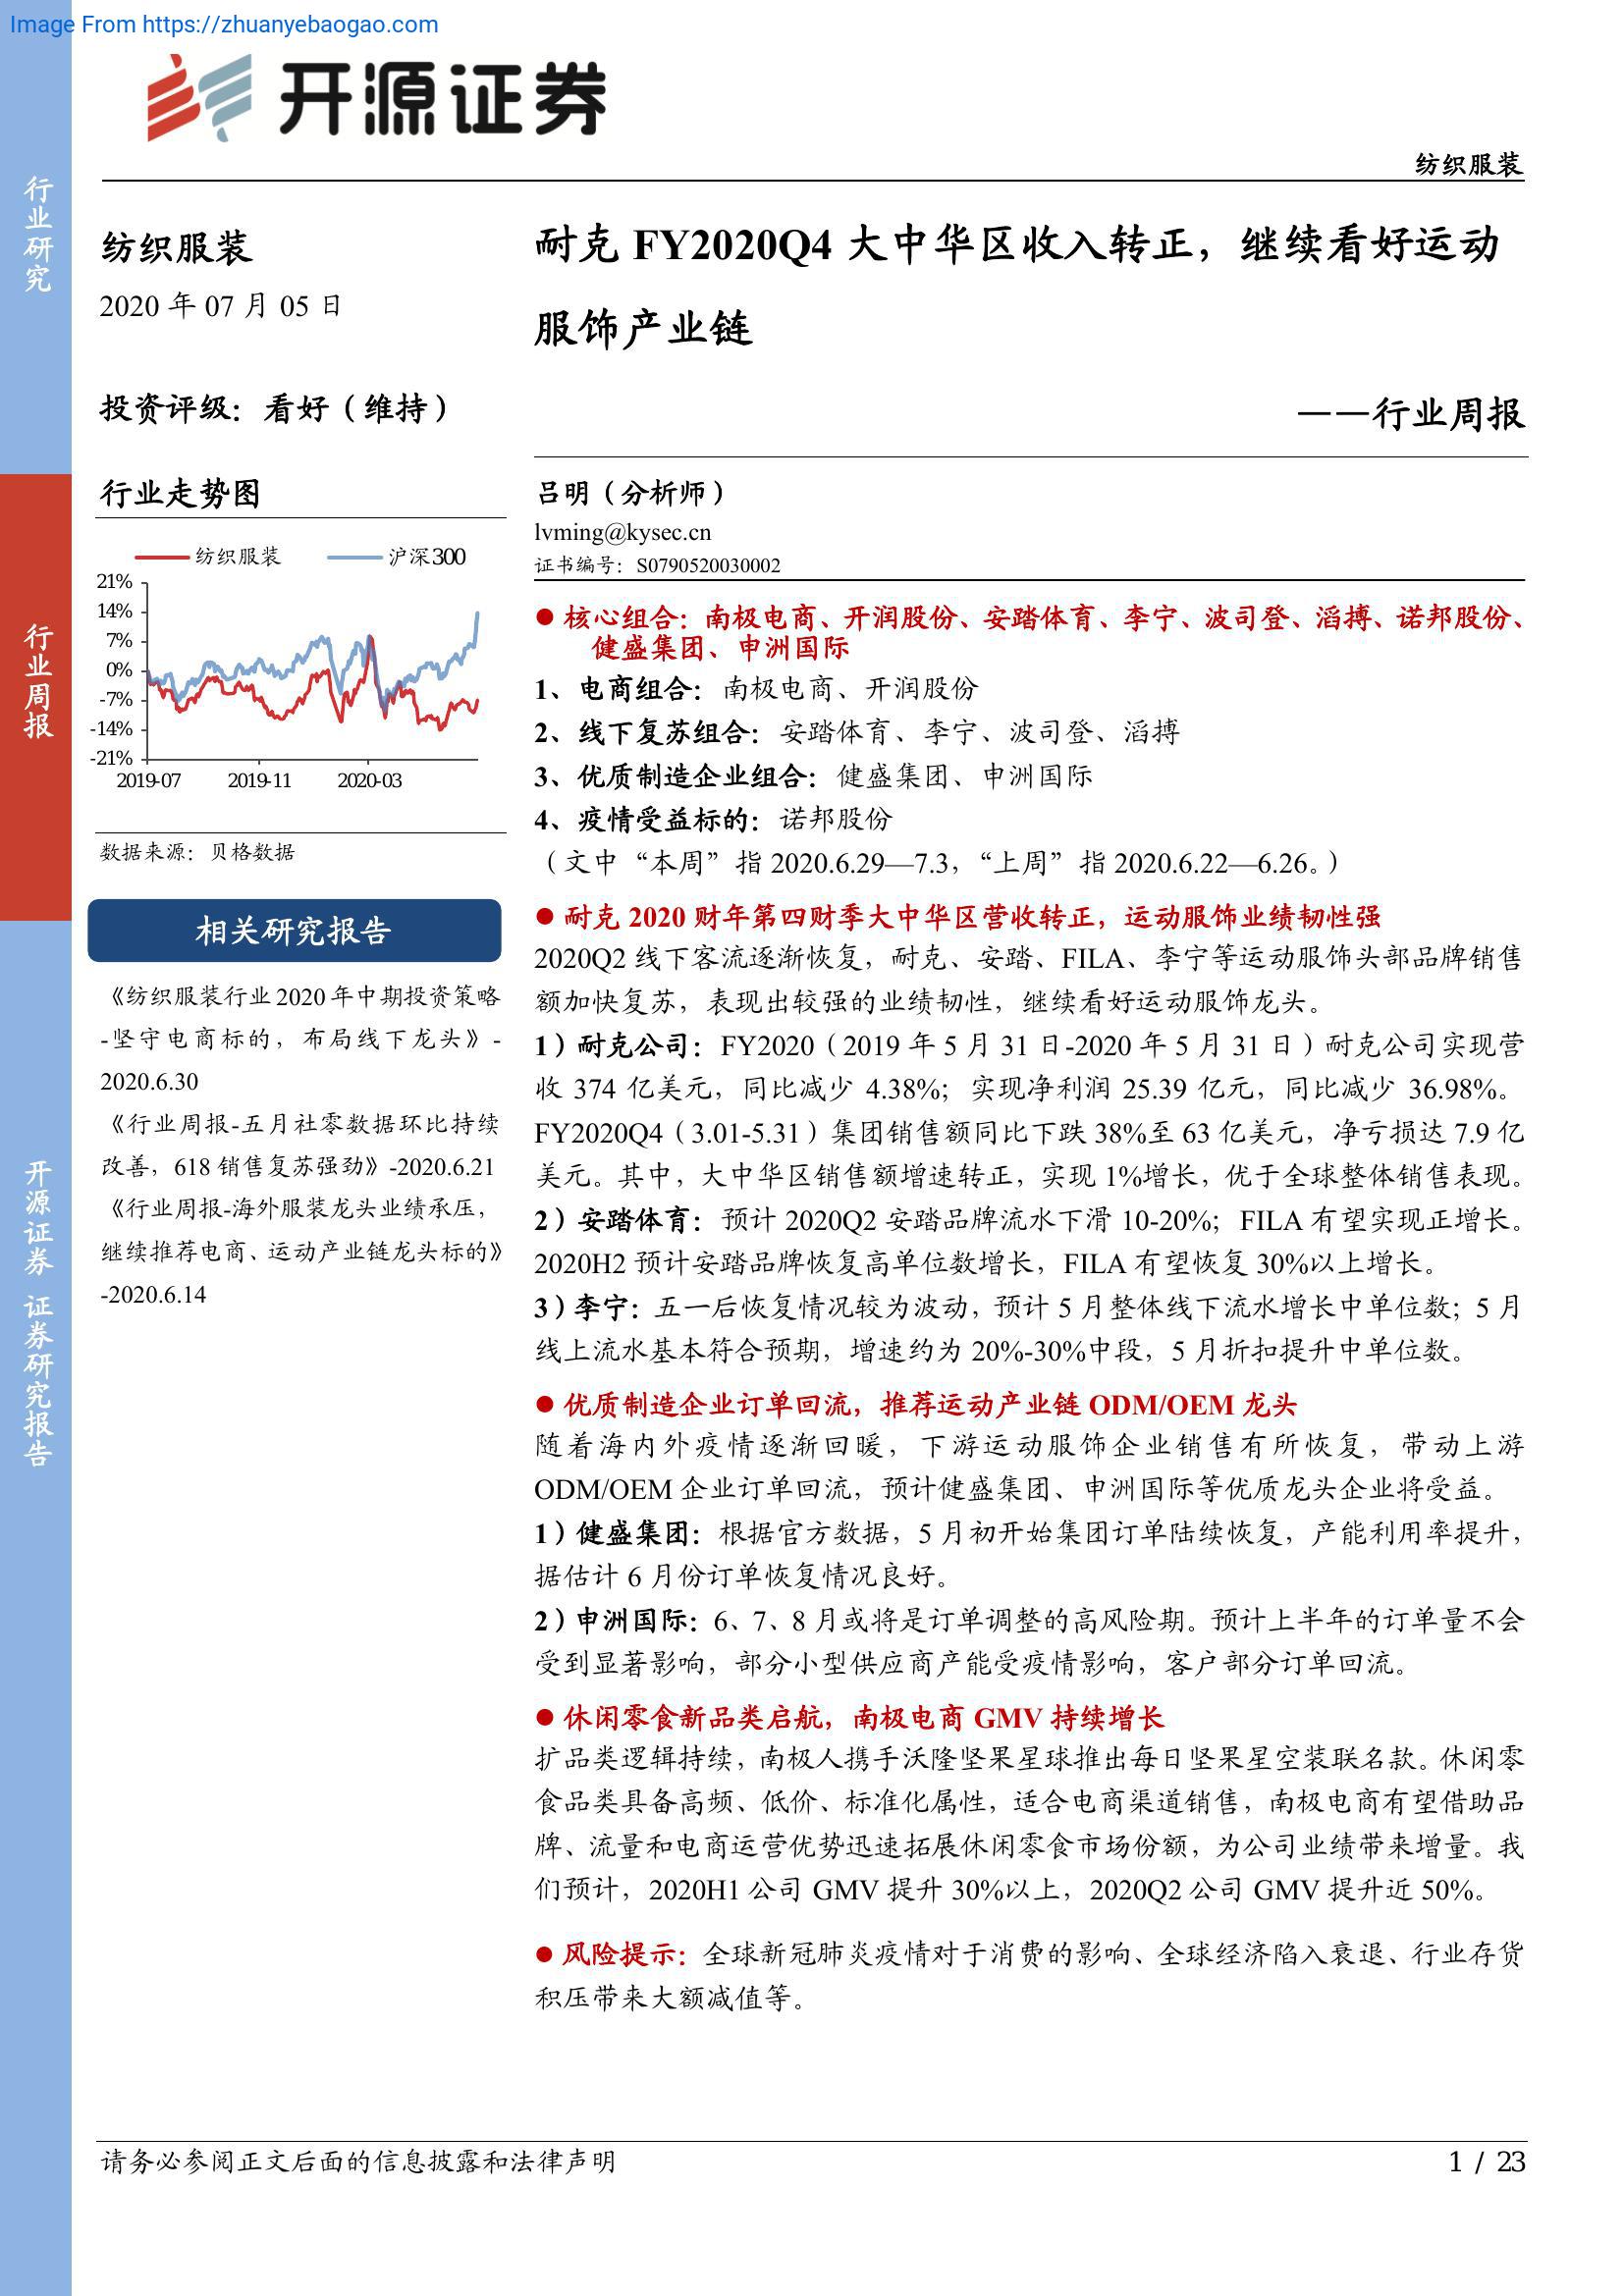 Image From https://zhuanyebaogao.com
开源证券
纺织服装
行业研究
行业周报
开源证券 证券研究报告
纺织服装
2020 年 07 月 05 日
投资评级：看好（维持）
行业走势图
纺织服装
沪深300
21%
14%
7%
0%
-7%
-14%
-21%
2019-07
2019-11
2020-03
数据来源：贝格数据
相关研究报告
《纺织服装行业 2020 年中期投资策略
-坚守电商标的，布局线下龙头》-
2020.6.30
《行业周报-五月社零数据环比持续
改善，618 销售复苏强劲》-2020.6.21
《行业周报-海外服装龙头业绩承压，
继续推荐电商、运动产业链龙头标的》
-2020.6.14
耐克 FY2020Q4 大中华区收入转正，继续看好运动
服饰产业链
——行业周报
吕明（分析师）
lvming@kysec.cn
证书编号：S0790520030002
● 核心组合：南极电商、开润股份、安踏体育、李宁、波司登、滔搏、诺邦股份、
健盛集团、申洲国际
1、电商组合：南极电商、开润股份
2、线下复苏组合：安踏体育、李宁、波司登、滔搏
3、优质制造企业组合：健盛集团、申洲国际
4、疫情受益标的：诺邦股份
（文中“本周”指 2020.6.29—7.3，“上周”指 2020.6.22—6.26。）
● 耐克 2020 财年第四财季大中华区营收转正，运动服饰业绩韧性强
2020Q2 线下客流逐渐恢复，耐克、安踏、FILA、李宁等运动服饰头部品牌销售
额加快复苏，表现出较强的业绩韧性，继续看好运动服饰龙头。
1）耐克公司：FY2020（2019 年 5 月 31 日-2020 年 5 月 31 日）耐克公司实现营
收 374 亿美元，同比减少 4.38%；实现净利润 25.39 亿元，同比减少 36.98%。
FY2020Q4（3.01-5.31）集团销售额同比下跌 38%至 63 亿美元，净亏损达 7.9 亿
美元。其中，大中华区销售额增速转正，实现 1%增长，优于全球整体销售表现。
2）安踏体育：预计 2020Q2 安踏品牌流水下滑 10-20%；FILA 有望实现正增长。
2020H2 预计安踏品牌恢复高单位数增长，FILA 有望恢复 30%以上增长。
3）李宁：五一后恢复情况较为波动，预计 5 月整体线下流水增长中单位数；5 月
线上流水基本符合预期，增速约为 20%-30%中段，5 月折扣提升中单位数。
● 优质制造企业订单回流，推荐运动产业链 ODM/OEM 龙头
随着海内外疫情逐渐回暖，下游运动服饰企业销售有所恢复，带动上游
ODM/OEM 企业订单回流，预计健盛集团、申洲国际等优质龙头企业将受益。
1）健盛集团：根据官方数据，5 月初开始集团订单陆续恢复，产能利用率提升，
据估计 6 月份订单恢复情况良好。
2）申洲国际：6、7、8 月或将是订单调整的高风险期。预计上半年的订单量不会
受到显著影响，部分小型供应商产能受疫情影响，客户部分订单回流。
● 休闲零食新品类启航，南极电商 GMV 持续增长
扩品类逻辑持续，南极人携手沃隆坚果星球推出每日坚果星空装联名款。休闲零
食品类具备高频、低价、标准化属性，适合电商渠道销售，南极电商有望借助品
牌、流量和电商运营优势迅速拓展休闲零食市场份额，为公司业绩带来增量。我
们预计，2020H1 公司 GMV 提升 30%以上，2020Q2 公司 GMV 提升近 50%。
● 风险提示：全球新冠肺炎疫情对于消费的影响、全球经济陷入衰退、行业存货
积压带来大额减值等。
请务必参阅正文后面的信息披露和法律声明
1 / 23